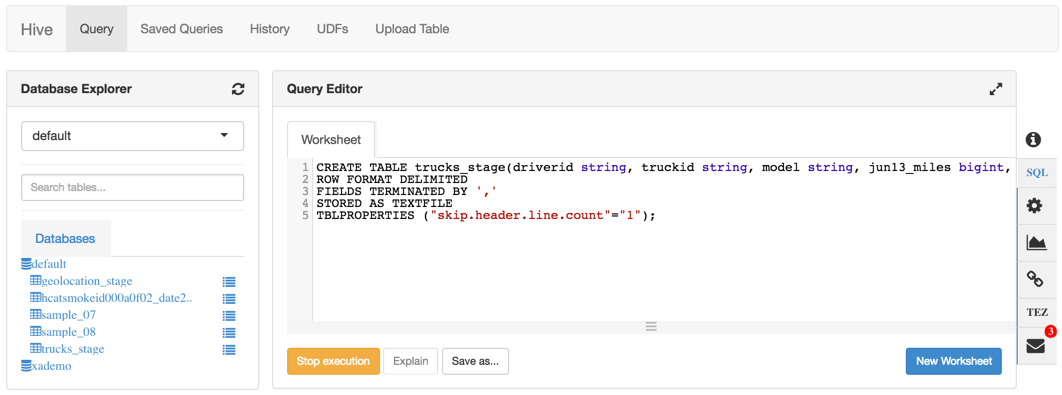 Hive Query Saved Queries History UDFs Upload Table
Database Explorer
default
Search tables...
Databases
default
geolocation_stage
hcatsmokeid000a0f02_date2..
sample_07
sample_08
trucks_stage
xademo
Query Editor
Worksheet
1 CREATE TABLE trucks_stage(driverid string, truckid string, model string, jun13_miles bigint,
2 ROW FORMAT DELIMITED
3 FIELDS TERMINATED BY ','
4 STORED AS TEXTFILE
5 TBLPROPERTIES ("skip.header.line.count"="1");
Stop execution Explain Save as... New Worksheet
SQL
TEZ
3